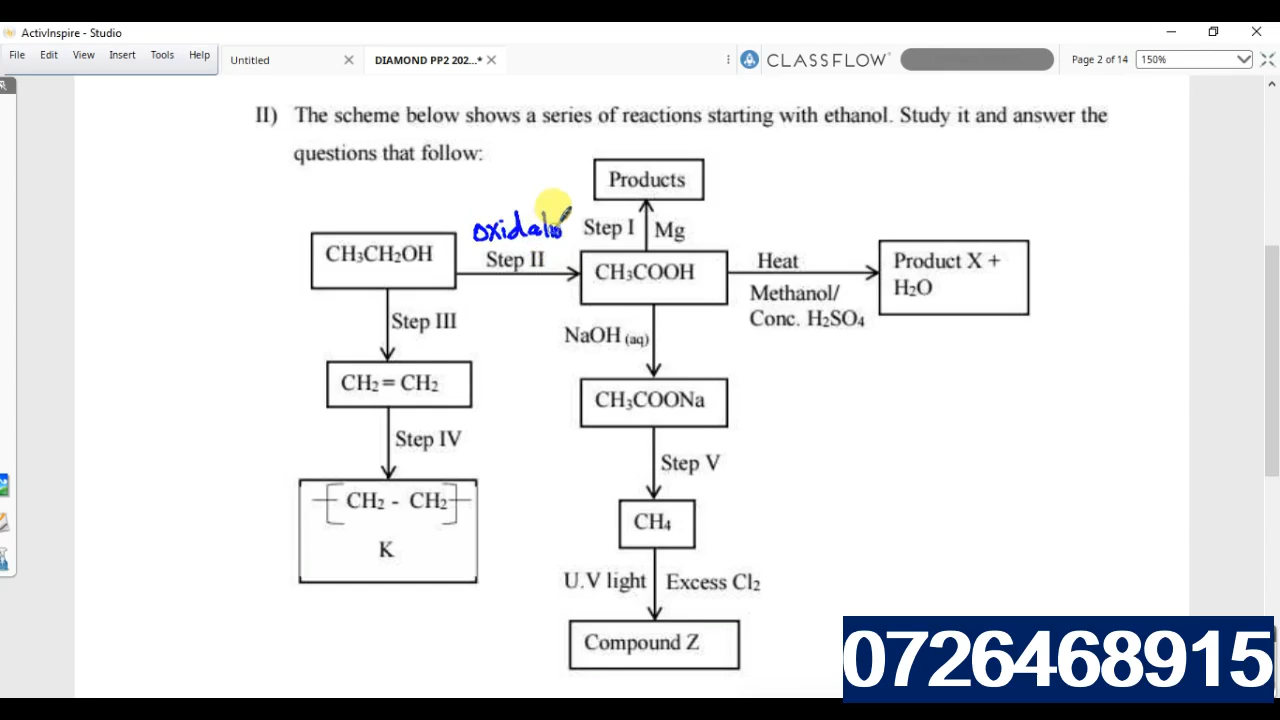 ActivInspire - Studio
File Edit View Insert Tools Help
Untitled
DIAMOND PP2 202...*
CLASSFLOW
Page 2 of 14
150%
II) The scheme below shows a series of reactions starting with ethanol. Study it and answer the
questions that follow:
Products
oxidatio
Step I
Mg
CH₃CH₂OH
Step II
CH₃COOH
Heat
Methanol/
Conc. H₂SO₄
Product X +
H₂O
Step III
NaOH (aq)
CH₂ = CH₂
CH₃COONa
Step IV
Step V
CH₂ - CH₂
K
CH₄
U.V light
Excess Cl₂
Compound Z
0726468915